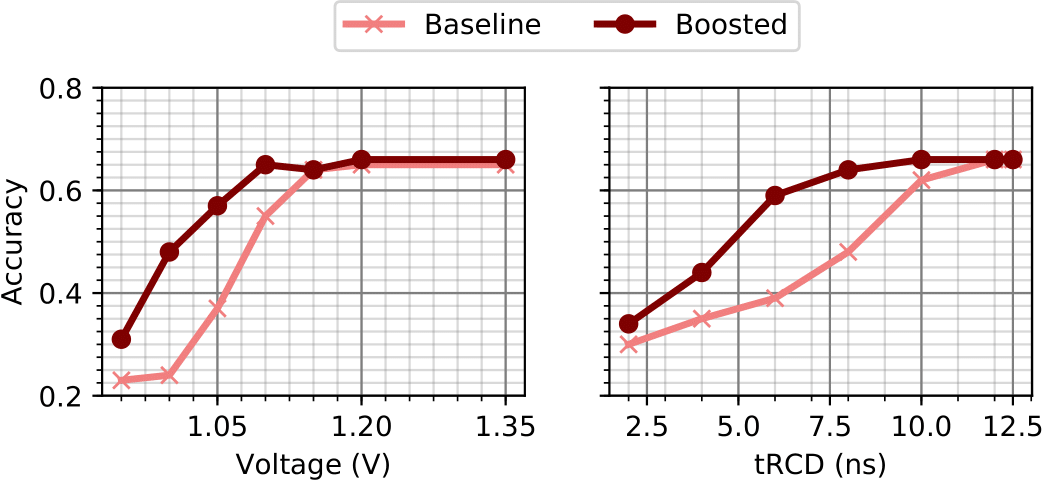 Baseline Boosted
Accuracy
0.8
0.6
0.4
0.2
1.05 1.20 1.35
Voltage (V)
2.5 5.0 7.5 10.0 12.5
tRCD (ns)